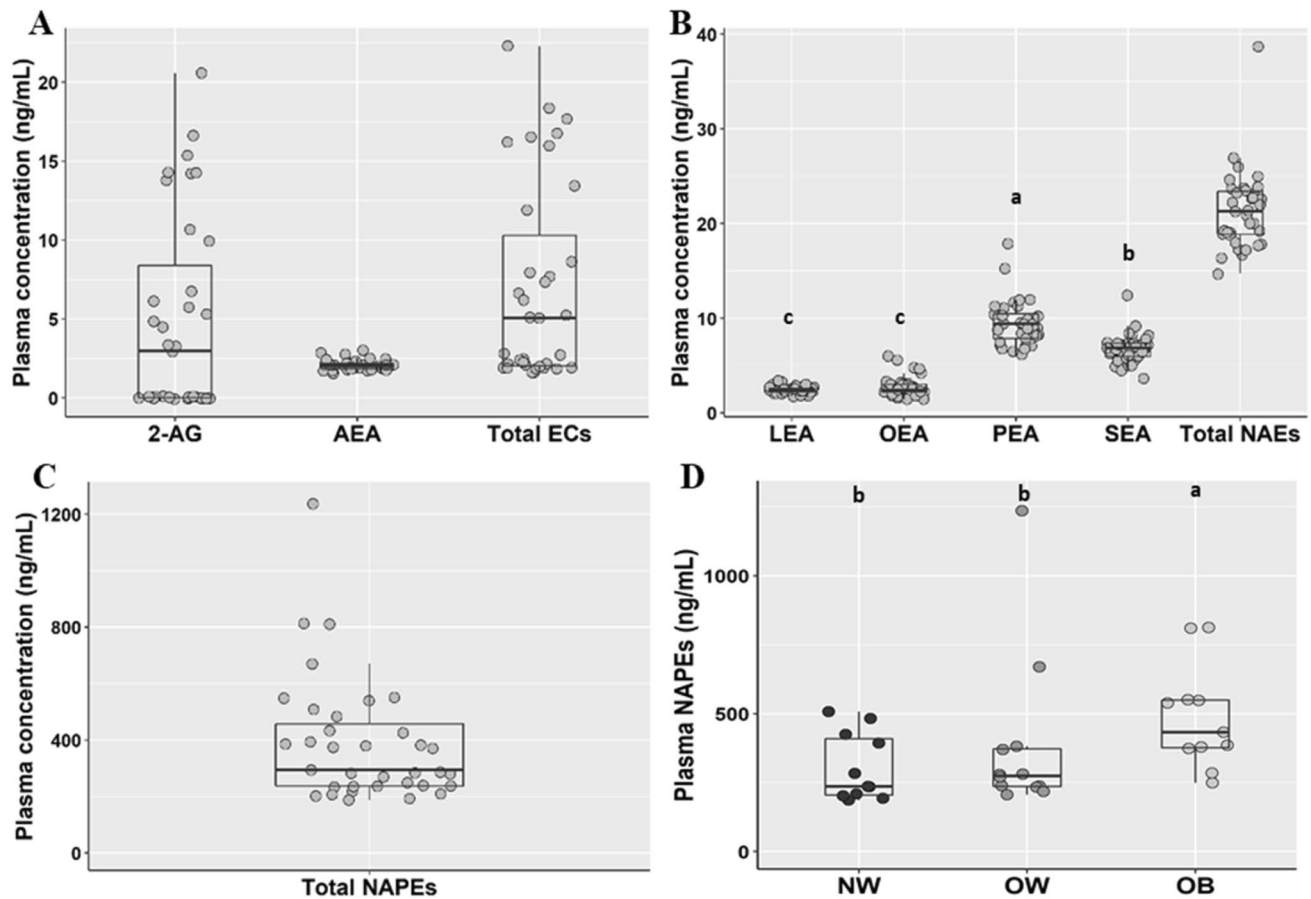 A
Plasma concentration (ng/mL)
20
15
10
5
0
2-AG AEA Total ECs
B
Plasma concentration (ng/mL)
40
30
20
10
0
c c a b
LEA OEA PEA SEA Total NAEs
C
Plasma concentration (ng/mL)
1200
800
400
0
Total NAPEs
D
Plasma NAPEs (ng/mL)
1000
500
0
b b a
NW OW OB